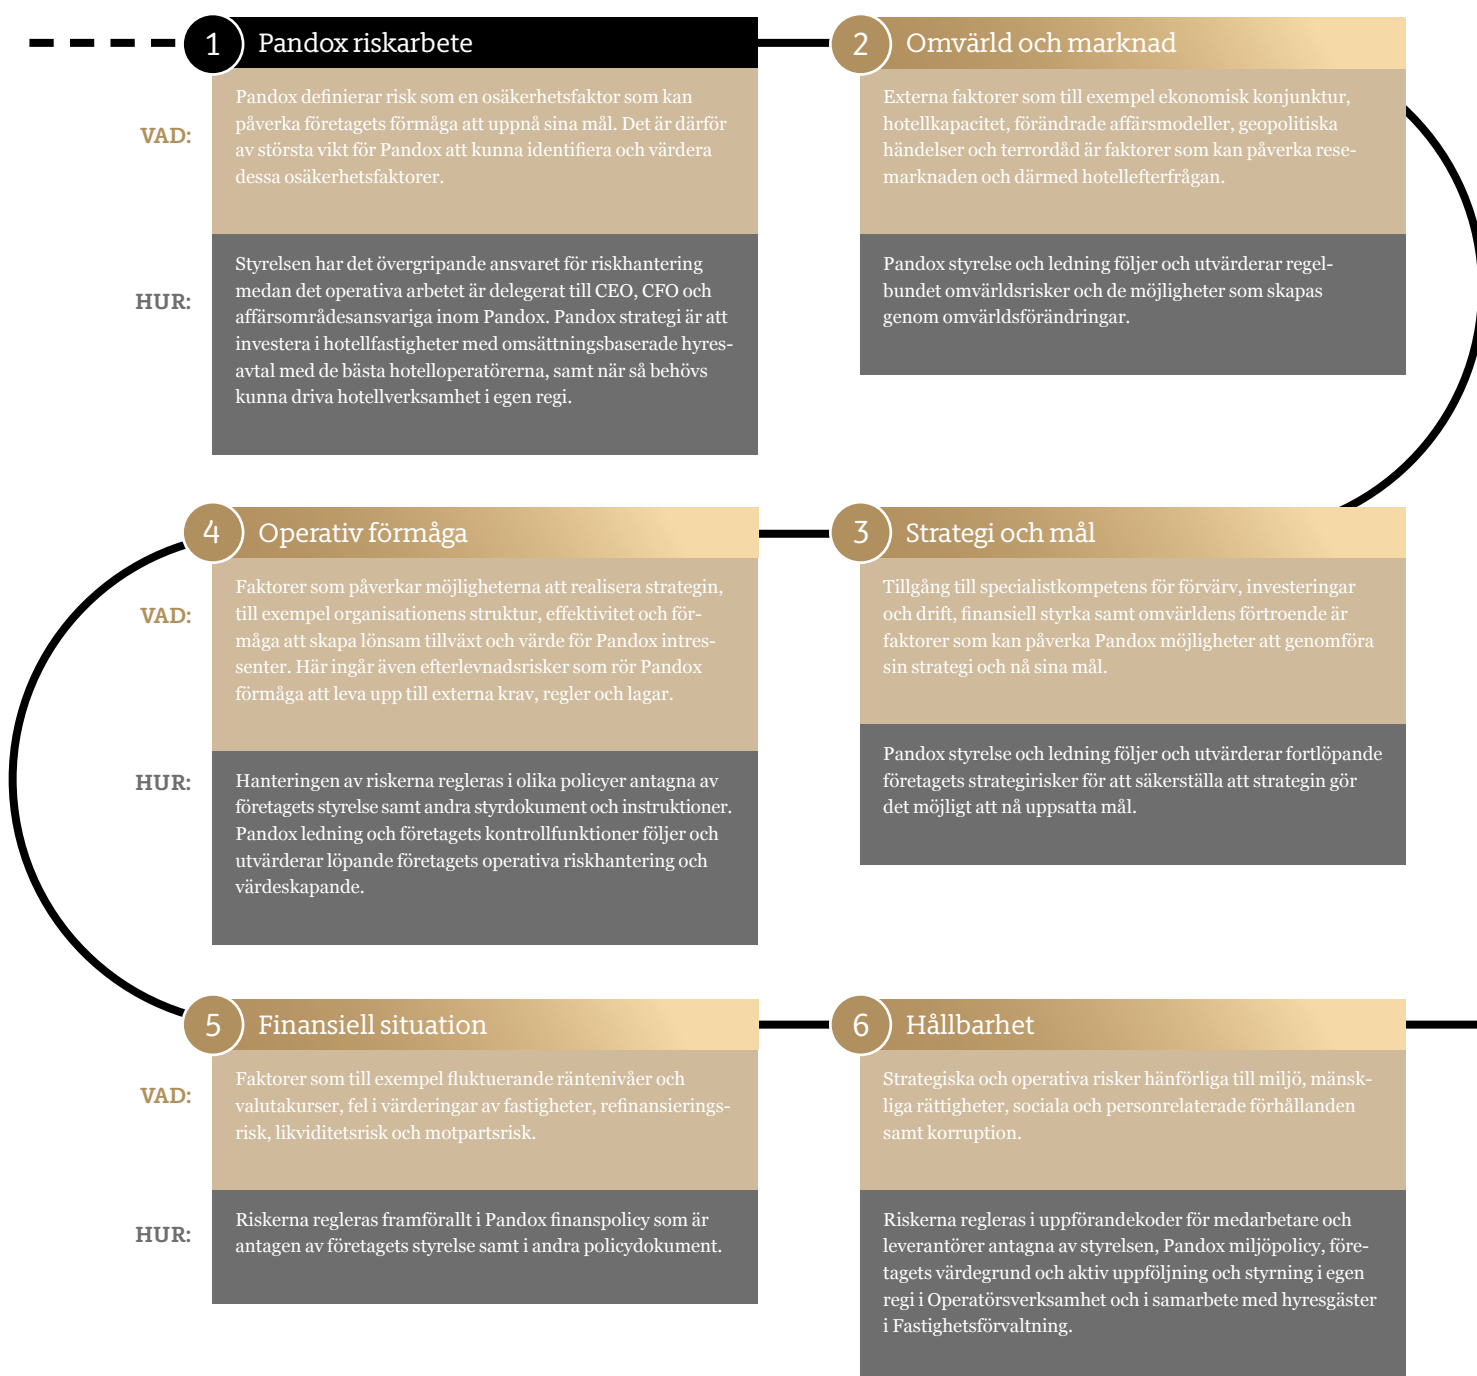 1 Pandox riskarbete
VAD:
Pandox definierar risk som en osäkerhetsfaktor som kan
påverka företagets förmåga att uppnå sina mål. Det är därför
av största vikt för Pandox att kunna identifiera och värdera
dessa osäkerhetsfaktorer.
HUR:
Styrelsen har det övergripande ansvaret för riskhantering
medan det operativa arbetet är delegerat till CEO, CFO och
affärsområdesansvariga inom Pandox. Pandox strategi är att
investera i hotellfastigheter med omsättningsbaserade hyres-
avtal med de bästa hotelloperatörerna, samt när så behövs
kunna driva hotellverksamhet i egen regi.
2 Omvärld och marknad
Externa faktorer som till exempel ekonomisk konjunktur,
hotellkapacitet, förändrade affärsmodeller, geopolitiska
händelser och terrordåd är faktorer som kan påverka rese-
marknaden och därmed hotellefterfrågan.
Pandox styrelse och ledning följer och utvärderar regel-
bundet omvärldsrisker och de möjligheter som skapas
genom omvärldsförändringar.
3 Strategi och mål
Tillgång till specialistkompetens för förvärv, investeringar
och drift, finansiell styrka samt omvärldens förtroende är
faktorer som kan påverka Pandox möjligheter att genomföra
sin strategi och nå sina mål.
Pandox styrelse och ledning följer och utvärderar fortlöpande
företagets strategirisker för att säkerställa att strategin gör
det möjligt att nå uppsatta mål.
4 Operativ förmåga
VAD:
Faktorer som påverkar möjligheterna att realisera strategin,
till exempel organisationens struktur, effektivitet och för-
måga att skapa lönsam tillväxt och värde för Pandox intres-
senter. Här ingår även efterlevnadsrisker som rör Pandox
förmåga att leva upp till externa krav, regler och lagar.
HUR:
Hanteringen av riskerna regleras i olika policyer antagna av
företagets styrelse samt andra styrdokument och instruktioner.
Pandox ledning och företagets kontrollfunktioner följer och
utvärderar löpande företagets operativa riskhantering och
värdeskapande.
5 Finansiell situation
VAD:
Faktorer som till exempel fluktuerande räntenivåer och
valutakurser, fel i värderingar av fastigheter, refinansierings-
risk, likviditetsrisk och motpartsrisk.
HUR:
Riskerna regleras framförallt i Pandox finanspolicy som är
antagen av företagets styrelse samt i andra policydokument.
6 Hållbarhet
Strategiska och operativa risker hänförliga till miljö, mänsk-
liga rättigheter, sociala och personrelaterade förhållanden
samt korruption.
Riskerna regleras i uppförandekoder för medarbetare och
leverantörer antagna av styrelsen, Pandox miljöpolicy, före-
tagets värdegrund och aktiv uppföljning och styrning i egen
regi i Operatörsverksamhet och i samarbete med hyresgäster
i Fastighetsförvaltning.